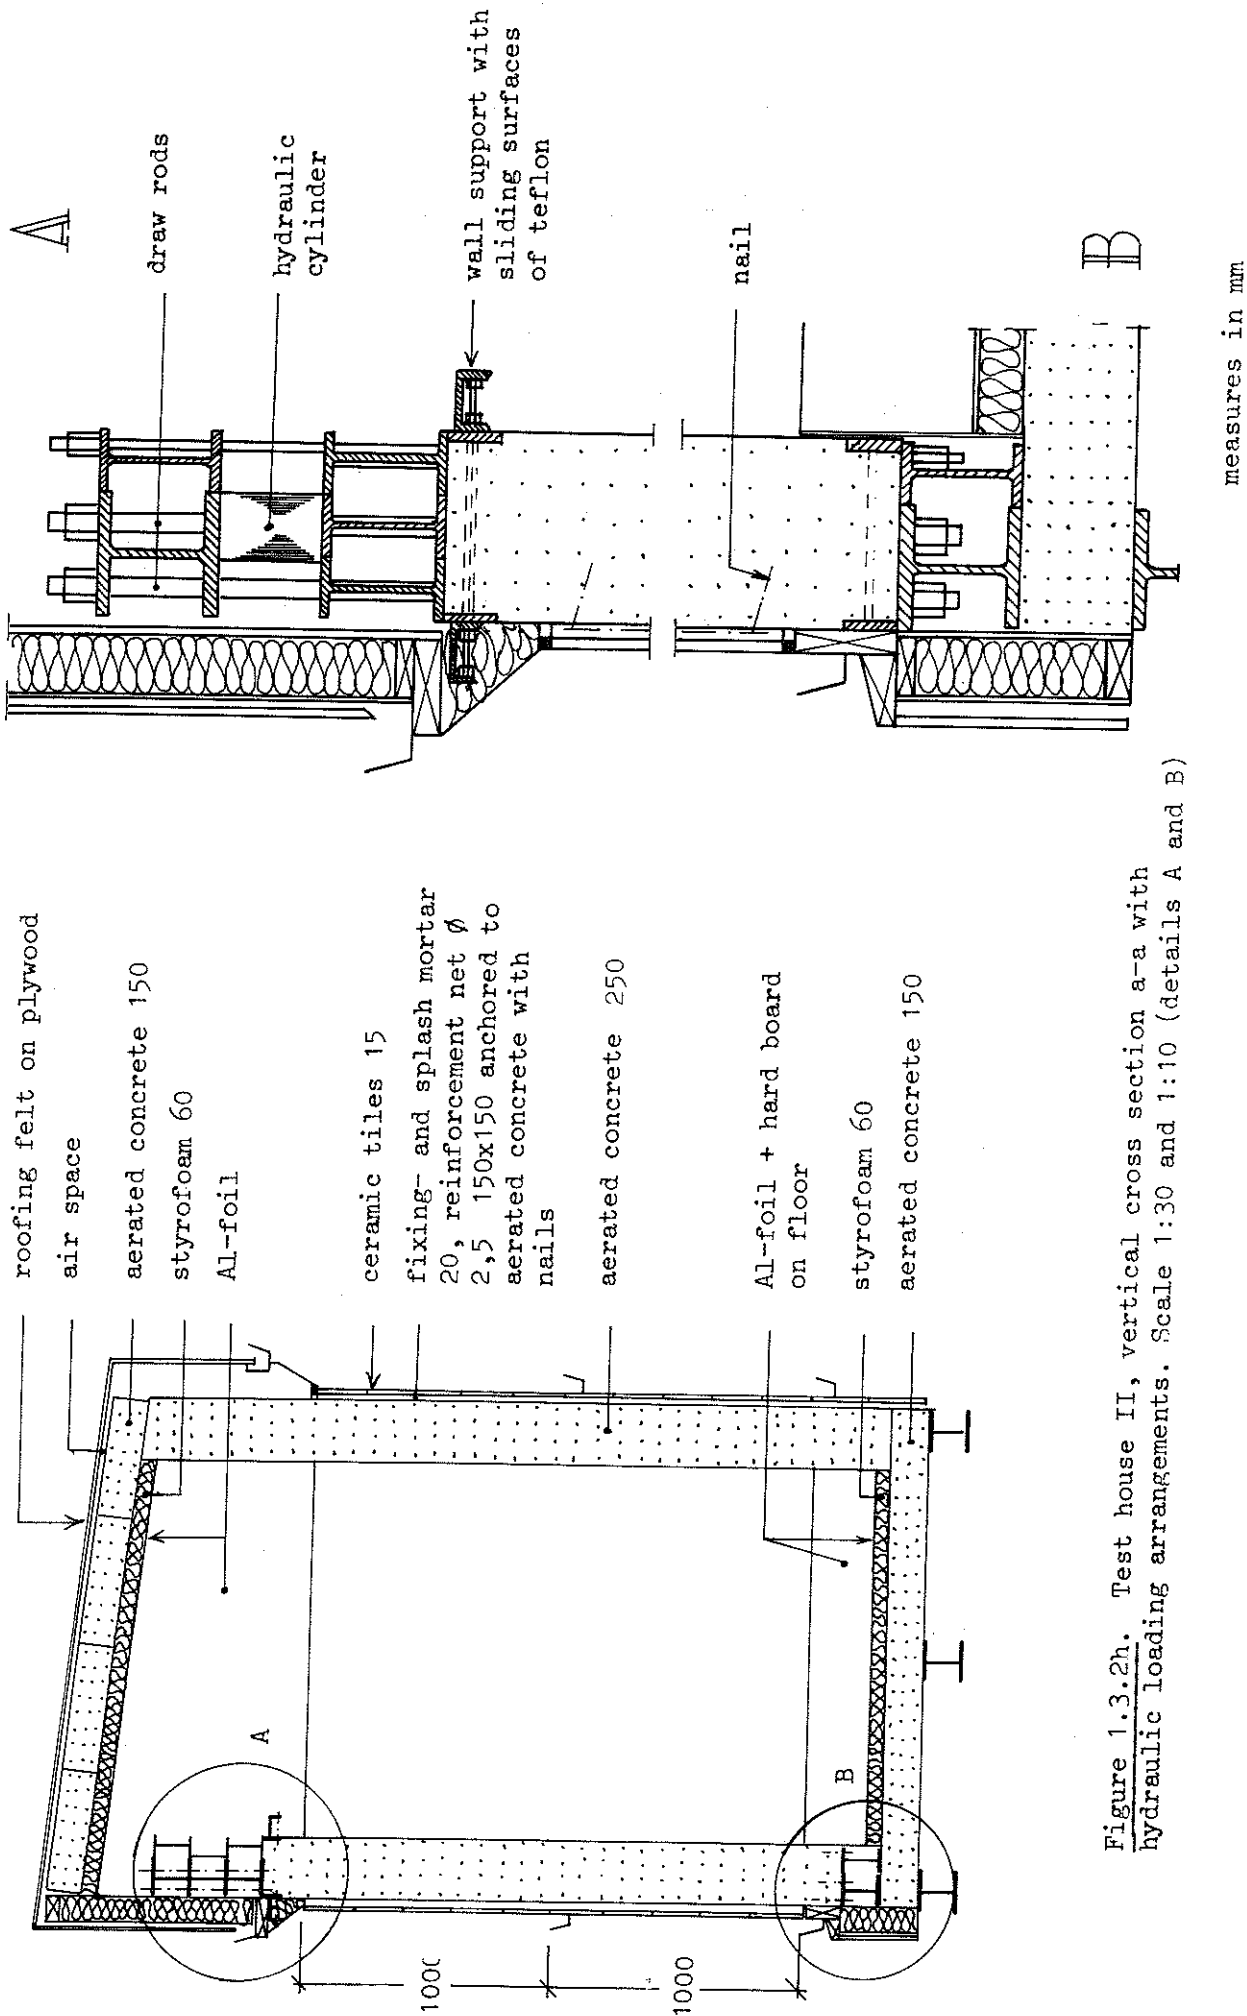 roofing felt on plywood
air space
aerated concrete 150
styrofoam 60
Al-foil
ceramic tiles 15
fixing- and splash mortar
20, reinforcement net Ø
2,5 150x150 anchored to
aerated concrete with
nails
aerated concrete 250
Al-foil + hard board
on floor
styrofoam 60
aerated concrete 150
A
B
1000
1000
A
draw rods
hydraulic
cylinder
wall support with
sliding surfaces
of teflon
nail
B
measures in mm
Figure 1.3.2h. Test house II, vertical cross section a-a with
hydraulic loading arrangements. Scale 1:30 and 1:10 (details A and B)